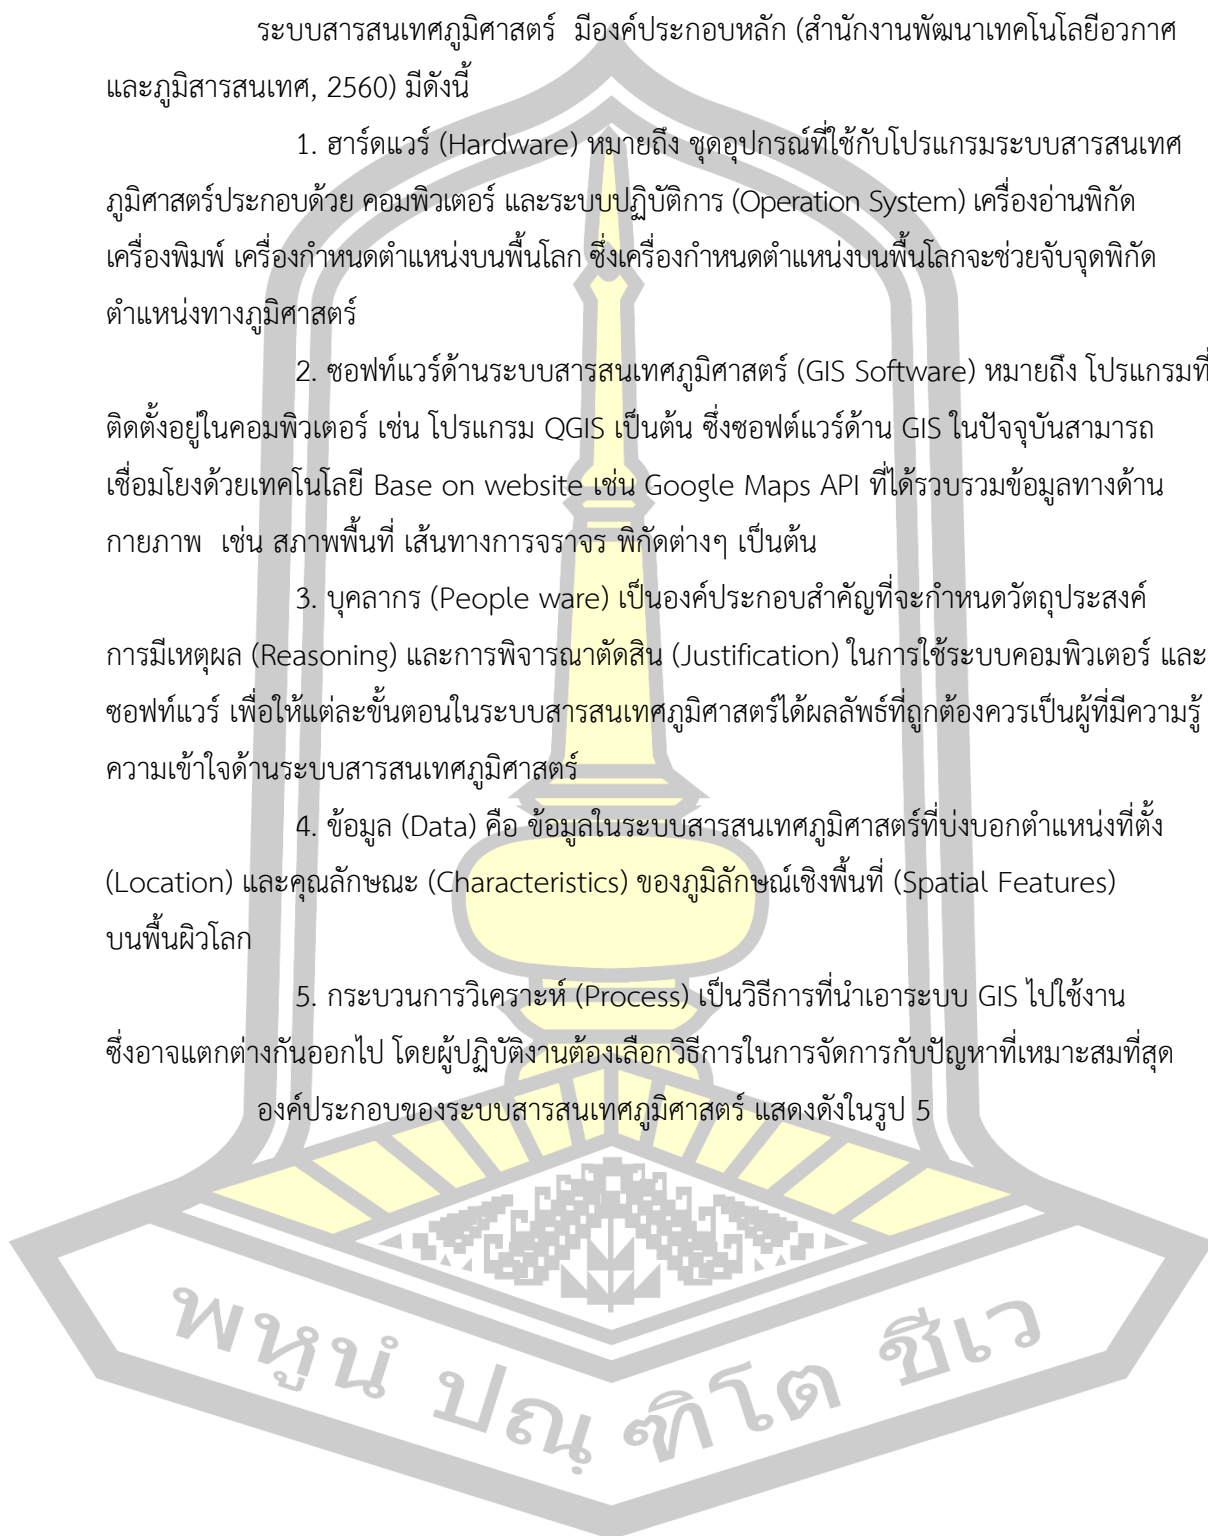 ระบบสารสนเทศภูมิศาสตร์ มีองค์ประกอบหลัก (สำนักงานพัฒนาเทคโนโลยีอวกาศ
และภูมิสารสนเทศ, 2560) มีดังนี้
1. ฮาร์ดแวร์ (Hardware) หมายถึง ชุดอุปกรณ์ที่ใช้กับโปรแกรมระบบสารสนเทศ
ภูมิศาสตร์ประกอบด้วย คอมพิวเตอร์ และระบบปฏิบัติการ (Operation System) เครื่องอ่านพิกัด
เครื่องพิมพ์ เครื่องกำหนดตำแหน่งบนพื้นโลก ซึ่งเครื่องกำหนดตำแหน่งบนพื้นโลกจะช่วยจับจุดพิกัด
ตำแหน่งทางภูมิศาสตร์
2. ซอฟท์แวร์ด้านระบบสารสนเทศภูมิศาสตร์ (GIS Software) หมายถึง โปรแกรมที่
ติดตั้งอยู่ในคอมพิวเตอร์ เช่น โปรแกรม QGIS เป็นต้น ซึ่งซอฟต์แวร์ด้าน GIS ในปัจจุบันสามารถ
เชื่อมโยงด้วยเทคโนโลยี Base on website เช่น Google Maps API ที่ได้รวบรวมข้อมูลทางด้าน
กายภาพ เช่น สภาพพื้นที่ เส้นทางการจราจร พิกัดต่างๆ เป็นต้น
3. บุคลากร (People ware) เป็นองค์ประกอบสำคัญที่จะกำหนดวัตถุประสงค์
การมีเหตุผล (Reasoning) และการพิจารณาตัดสิน (Justification) ในการใช้ระบบคอมพิวเตอร์ และ
ซอฟท์แวร์ เพื่อให้แต่ละขั้นตอนในระบบสารสนเทศภูมิศาสตร์ได้ผลลัพธ์ที่ถูกต้องควรเป็นผู้ที่มีความรู้
ความเข้าใจด้านระบบสารสนเทศภูมิศาสตร์
4. ข้อมูล (Data) คือ ข้อมูลในระบบสารสนเทศภูมิศาสตร์ที่บ่งบอกตำแหน่งที่ตั้ง
(Location) และคุณลักษณะ (Characteristics) ของภูมิลักษณ์เชิงพื้นที่ (Spatial Features)
บนพื้นผิวโลก
5. กระบวนการวิเคราะห์ (Process) เป็นวิธีการที่นำเอาระบบ GIS ไปใช้งาน
ซึ่งอาจแตกต่างกันออกไป โดยผู้ปฏิบัติงานต้องเลือกวิธีการในการจัดการกับปัญหาที่เหมาะสมที่สุด
องค์ประกอบของระบบสารสนเทศภูมิศาสตร์ แสดงดังในรูป 5
พหูนํ ปณฺฑิโต ชีเว